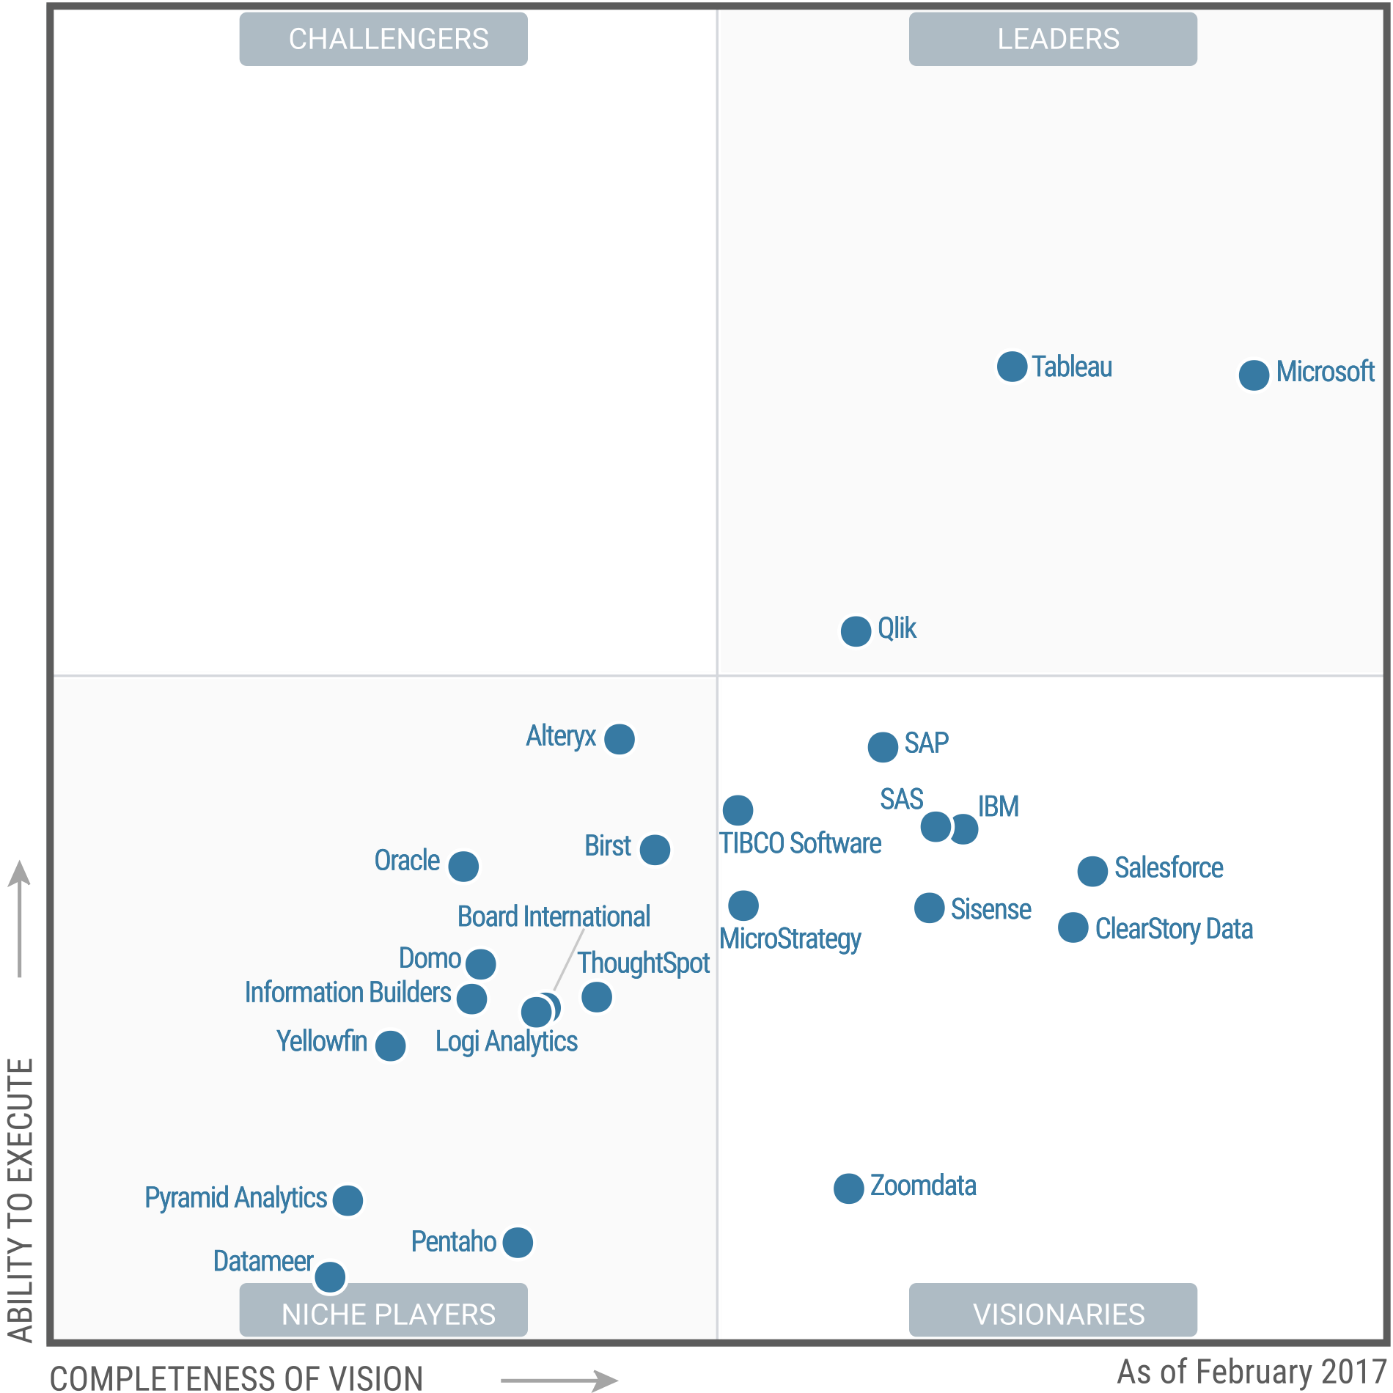 CHALLENGERS
LEADERS
Tableau
Microsoft
Qlik
Alteryx
SAP
SAS
IBM
TIBCO Software
Birst
Oracle
Salesforce
Board International
Sisense
MicroStrategy
ClearStory Data
Domo
ThoughtSpot
Information Builders
Yellowfin
Logi Analytics
Zoomdata
Pyramid Analytics
Pentaho
Datameer
NICHE PLAYERS
VISIONARIES
ABILITY TO EXECUTE
COMPLETENESS OF VISION
As of February 2017